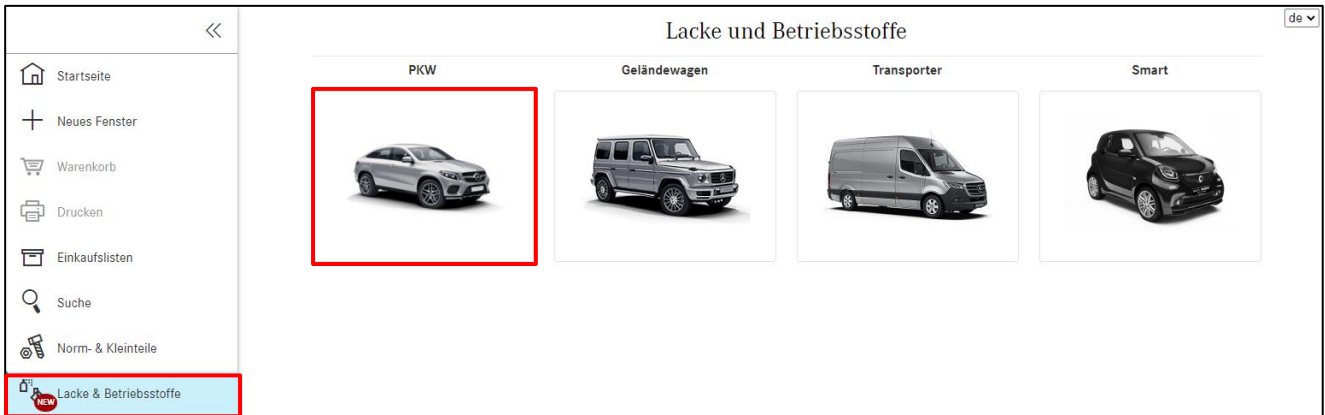 Lacke und Betriebsstoffe
de
Startseite
Neues Fenster
Warenkorb
Drucken
Einkaufslisten
Suche
Norm- & Kleinteile
NEW
Lacke & Betriebsstoffe
PKW
Geländewagen
Transporter
Smart